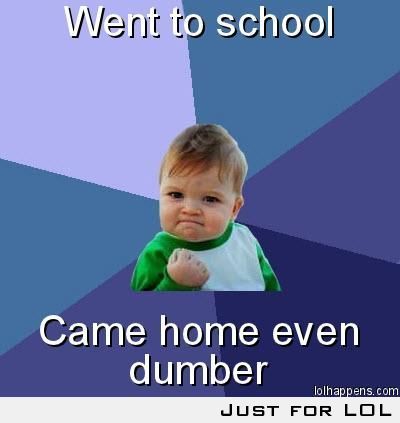 Went to school
Came home even
dumber
lolhappens.com
Just for LOL